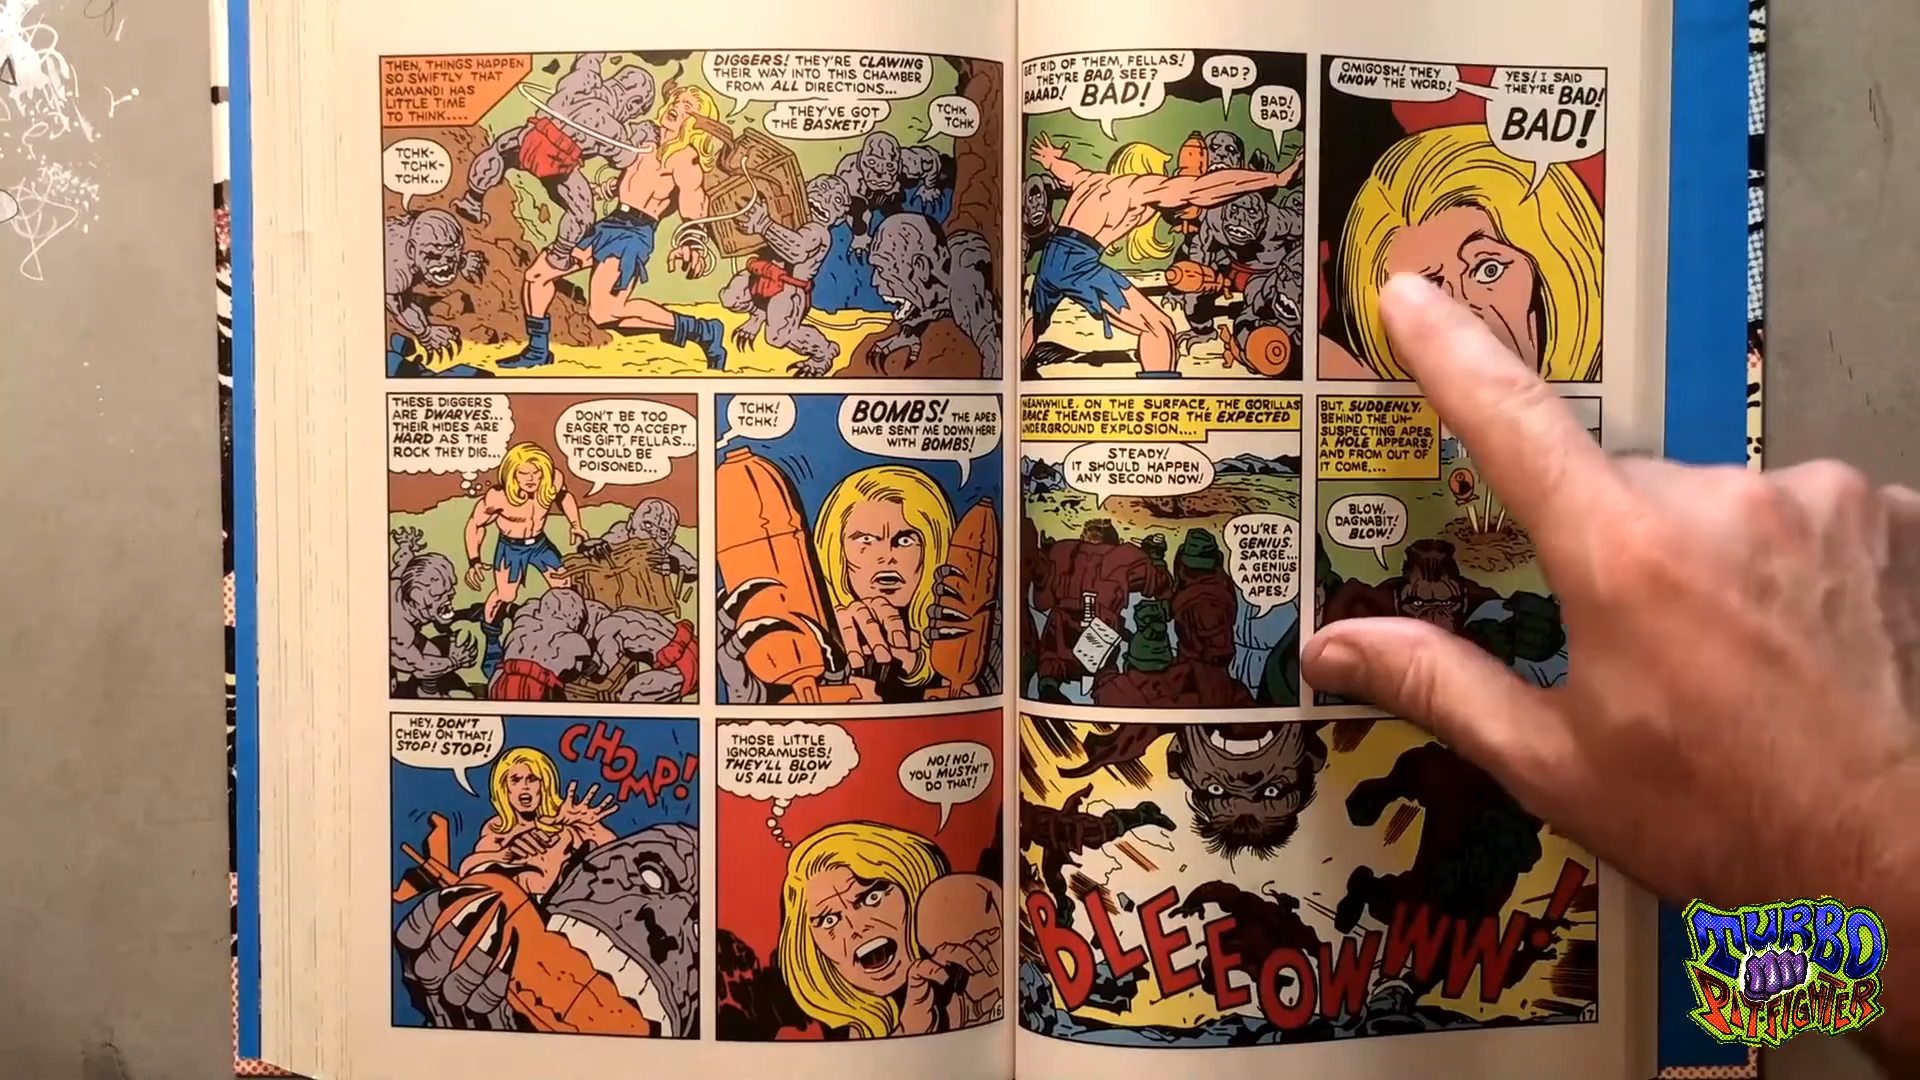 THEN, THINGS HAPPEN
SO SWIFTLY THAT
KAMANDI HAS
LITTLE TIME
TO THINK....
TCHK-
TCHK-
TCHK...
DIGGERS! THEY'RE CLAWING
THEIR WAY INTO THIS CHAMBER
FROM ALL DIRECTIONS...
THEY'VE GOT
THE BASKET!
TCHK
TCHK
THESE DIGGERS
ARE DWARVES...
THEIR HIDES ARE
HARD AS THE
ROCK THEY DIG...
DON'T BE TOO
EAGER TO ACCEPT
THIS GIFT, FELLAS...
IT COULD BE
POISONED...
TCHK!
TCHK!
BOMBS! THE APES
HAVE SENT ME DOWN HERE
WITH BOMBS!
HEY, DON'T
CHEW ON THAT!
STOP! STOP!
CHOMP!
THOSE LITTLE
IGNORAMUSES!
THEY'LL BLOW
US ALL UP!
NO! NO!
YOU MUSTN'T
DO THAT!
16
GET RID OF THEM, FELLAS!
THEY'RE BAD, SEE?
BAAAD! BAD!
BAD?
BAD!
BAD!
OMIGOSH! THEY
KNOW THE WORD!
YES! I SAID
THEY'RE BAD!
BAD!
MEANWHILE, ON THE SURFACE, THE GORILLAS
BRACE THEMSELVES FOR THE EXPECTED
UNDERGROUND EXPLOSION....
STEADY!
IT SHOULD HAPPEN
ANY SECOND NOW!
YOU'RE A
GENIUS,
SARGE...
A GENIUS
AMONG
APES!
BUT, SUDDENLY,
BEHIND THE UN-
SUSPECTING APES,
A HOLE APPEARS!
AND FROM OUT OF
IT COME....
BLOW,
DAGNABIT!
BLOW!
BLEEOWWWW!
17
TURBO
PITFIGHTER